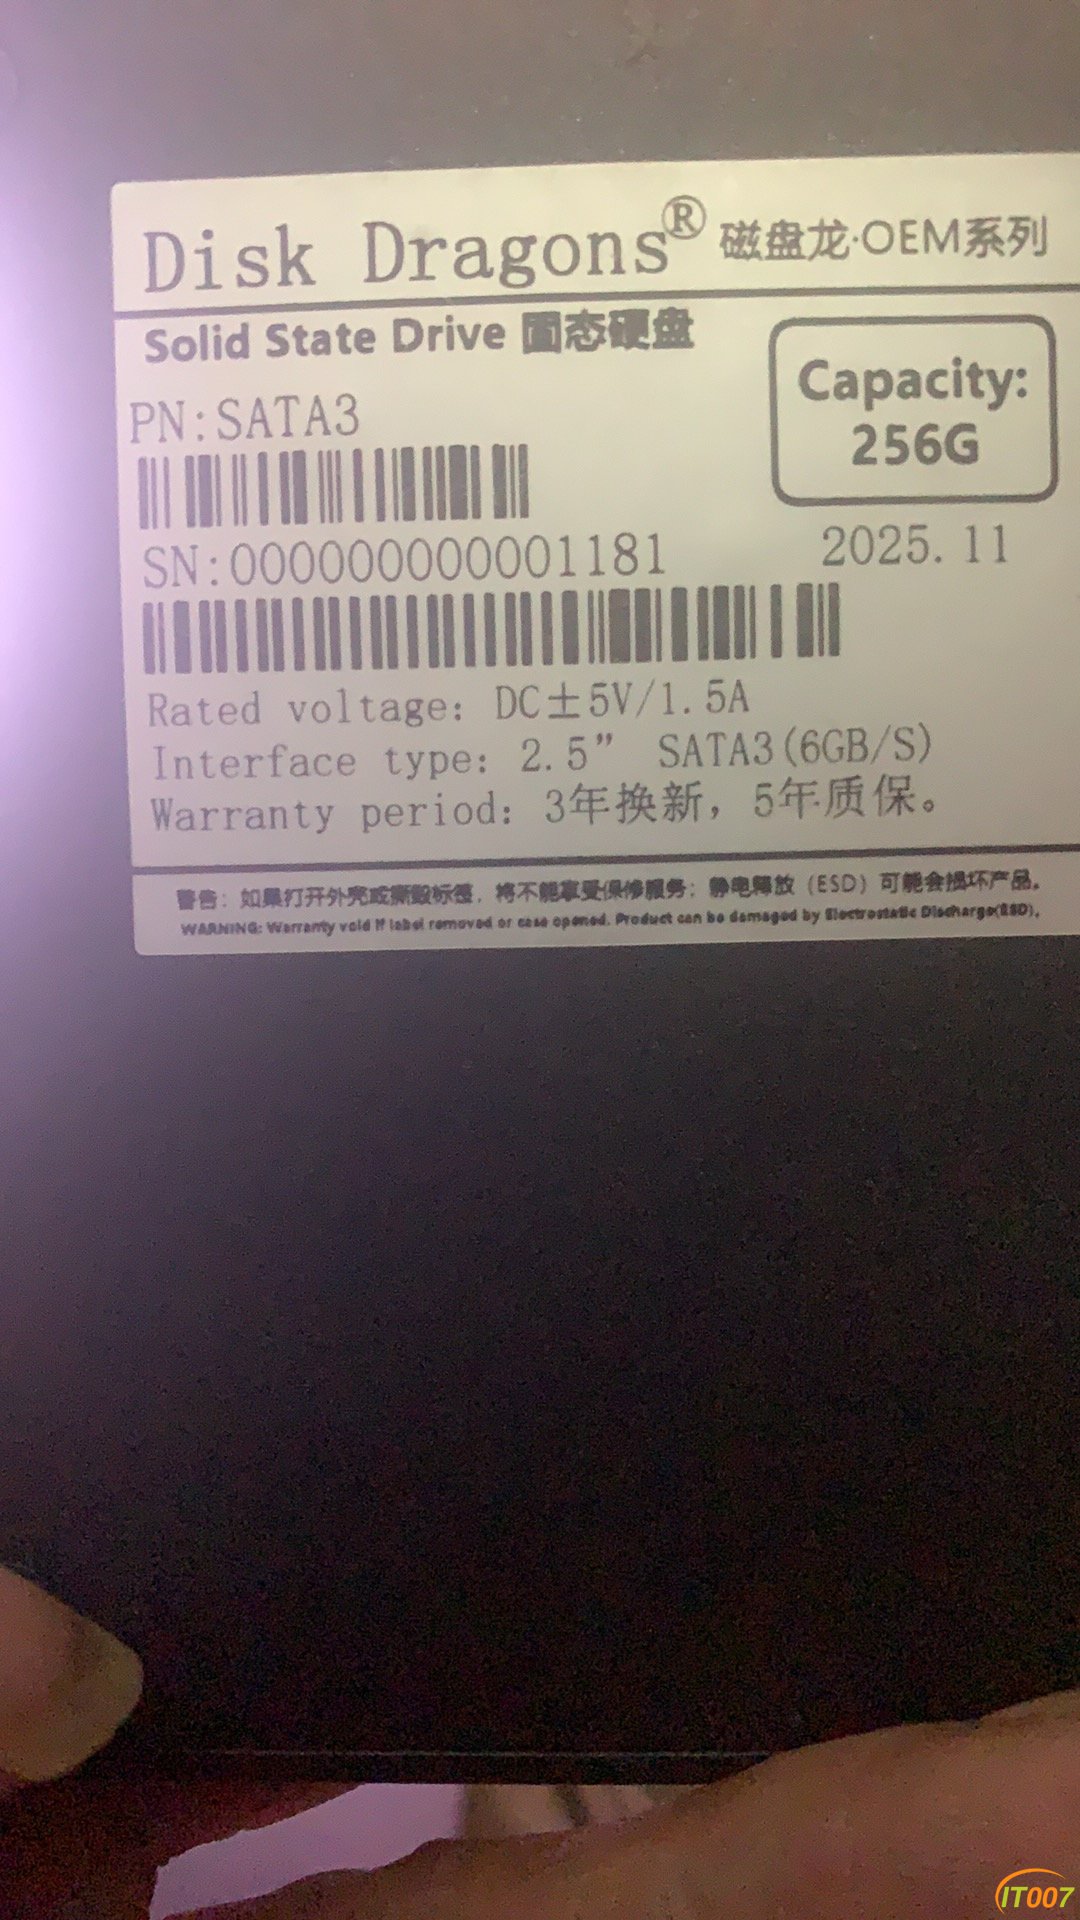 Disk Dragons® 磁盘龙·OEM系列
Solid State Drive 固态硬盘
Capacity:
256G
PN:SATA3
SN:000000000001181
2025.11
Rated voltage: DC±5V/1.5A
Interface type: 2.5” SATA3(6GB/S)
Warranty period: 3年换新，5年质保。
警告：如果打开外壳或撕毁标签，将不能享受保修服务；静电释放（ESD）可能会损坏产品。
WARNING: Warranty void if label removed or case opened. Product can be damaged by Electrostatic Discharge(ESD)。
IT007